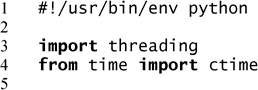 1 #!/usr/bin/env python
2
3 import threading
4 from time import ctime
5